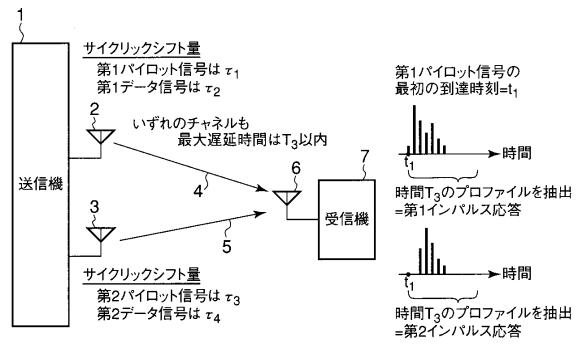 1
サイクリックシフト量
第1パイロット信号は τ1
第1データ信号は τ2
2
いずれのチャネルも
最大遅延時間はT3以内
送信機
4
6
7
受信機
3
5
サイクリックシフト量
第2パイロット信号は τ3
第2データ信号は τ4
第1パイロット信号の
最初の到達時刻=t1
t1
時間
時間T3のプロファイルを抽出
=第1インパルス応答
t1
時間
時間T3のプロファイルを抽出
=第2インパルス応答